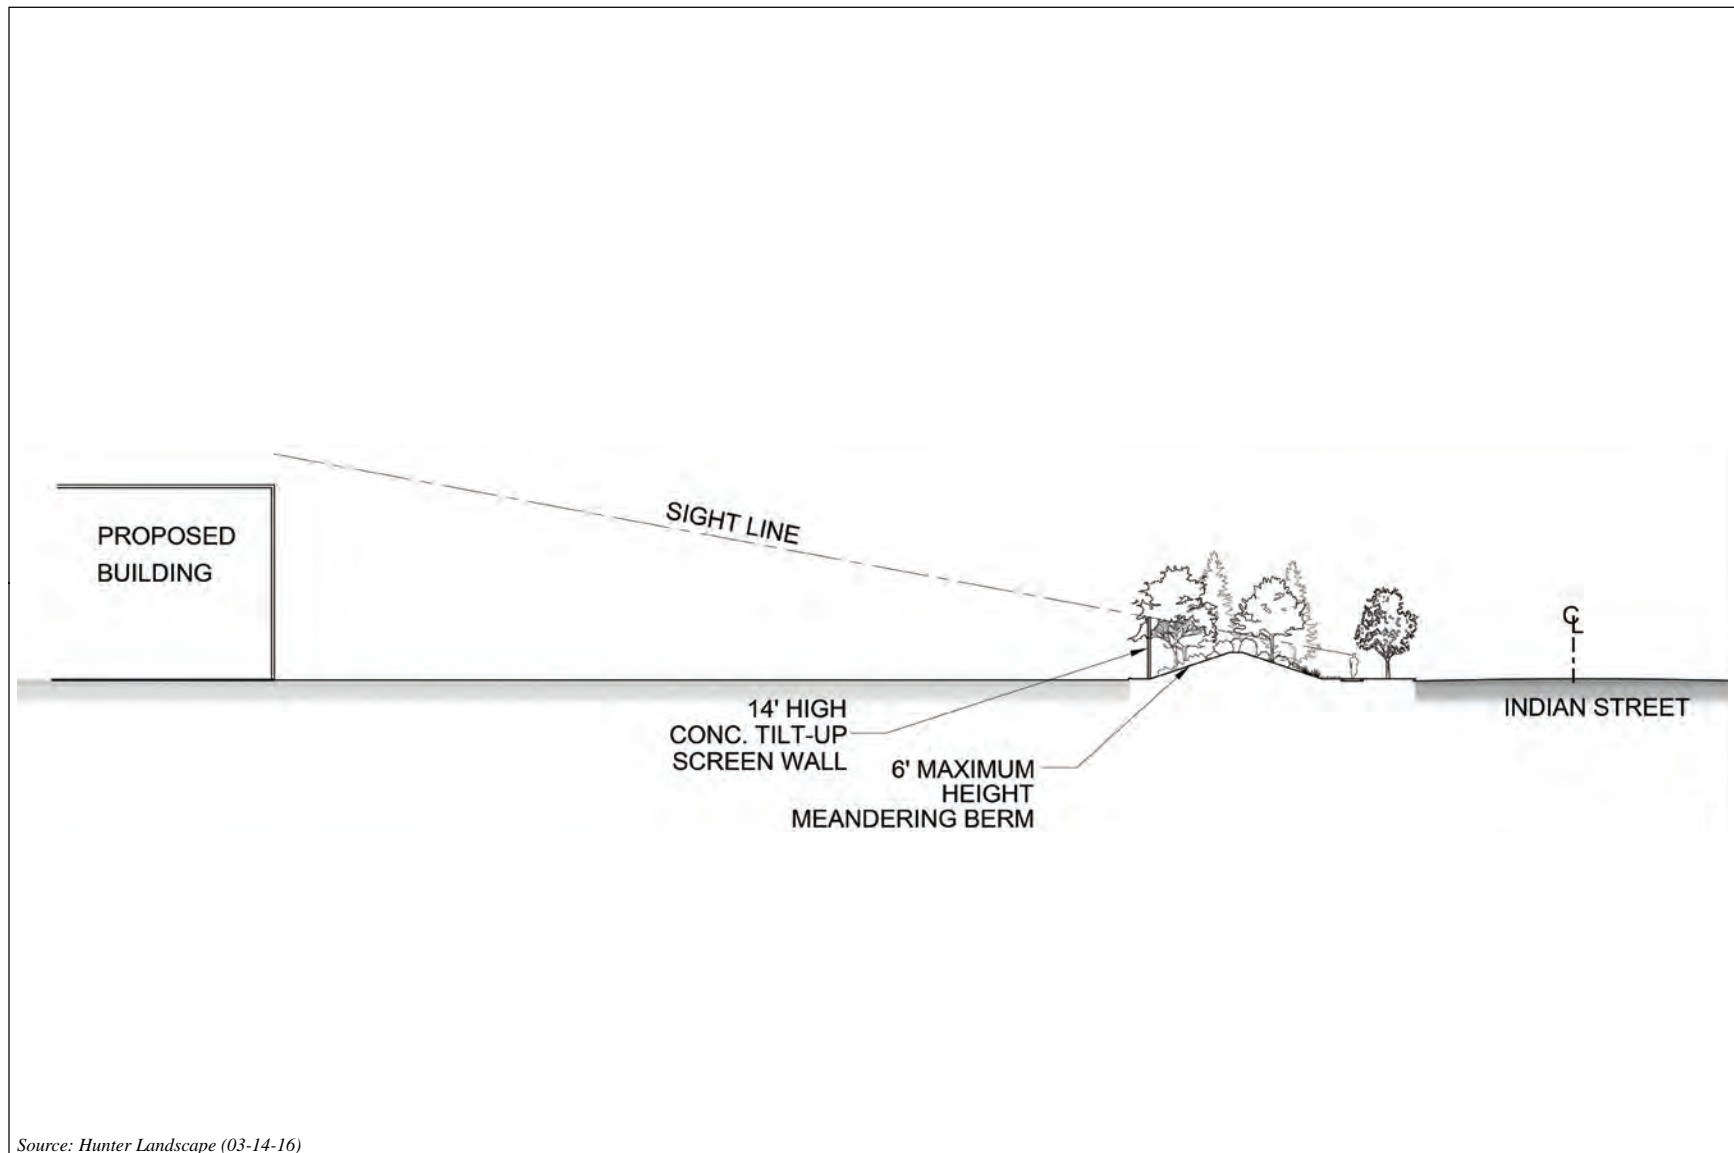 PROPOSED
BUILDING
SIGHT LINE
℄
14' HIGH
CONC. TILT-UP
SCREEN WALL
6' MAXIMUM
HEIGHT
MEANDERING BERM
INDIAN STREET
Source: Hunter Landscape (03-14-16)